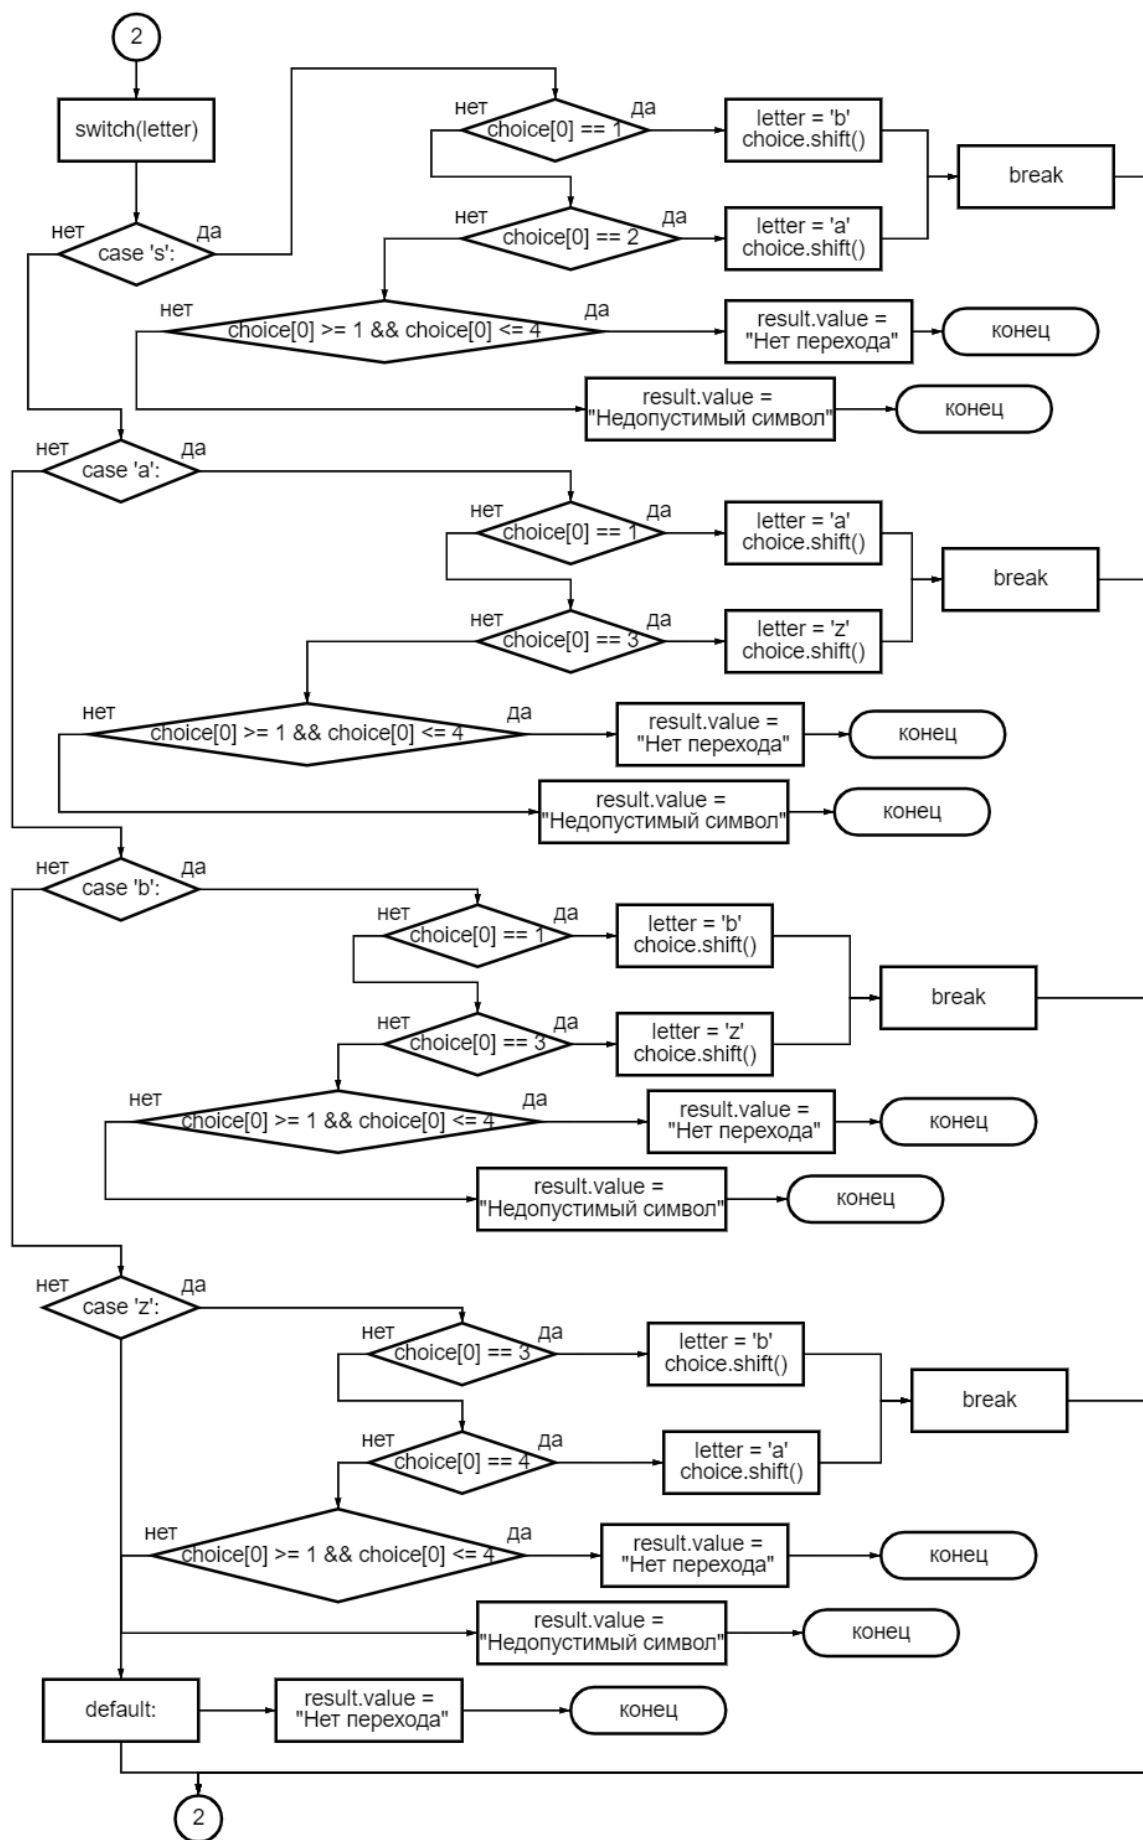 2
switch(letter)
нет
да
case 's':
нет
да
choice[0] == 1
letter = 'b'
choice.shift()
break
нет
да
choice[0] == 2
letter = 'a'
choice.shift()
нет
да
choice[0] >= 1 && choice[0] <= 4
result.value =
"Нет перехода"
конец
result.value =
"Недопустимый символ"
конец
нет
да
case 'a':
нет
да
choice[0] == 1
letter = 'a'
choice.shift()
break
нет
да
choice[0] == 3
letter = 'z'
choice.shift()
нет
да
choice[0] >= 1 && choice[0] <= 4
result.value =
"Нет перехода"
конец
result.value =
"Недопустимый символ"
конец
нет
да
case 'b':
нет
да
choice[0] == 1
letter = 'b'
choice.shift()
break
нет
да
choice[0] == 3
letter = 'z'
choice.shift()
нет
да
choice[0] >= 1 && choice[0] <= 4
result.value =
"Нет перехода"
конец
result.value =
"Недопустимый символ"
конец
нет
да
case 'z':
нет
да
choice[0] == 3
letter = 'b'
choice.shift()
break
нет
да
choice[0] == 4
letter = 'a'
choice.shift()
нет
да
choice[0] >= 1 && choice[0] <= 4
result.value =
"Нет перехода"
конец
result.value =
"Недопустимый символ"
конец
default:
result.value =
"Нет перехода"
конец
2